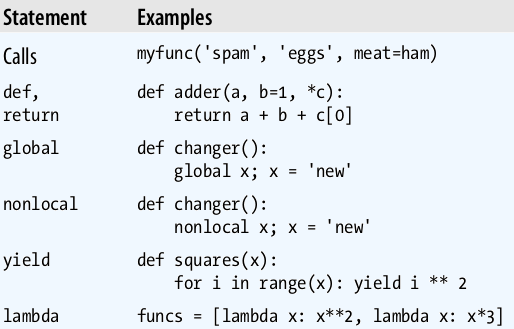 Statement Examples
Calls myfunc('spam', 'eggs', meat=ham)
def, def adder(a, b=1, *c):
return return a + b + c[0]
global def changer():
global x; x = 'new'
nonlocal def changer():
nonlocal x; x = 'new'
yield def squares(x):
for i in range(x): yield i ** 2
lambda funcs = [lambda x: x**2, lambda x: x*3]